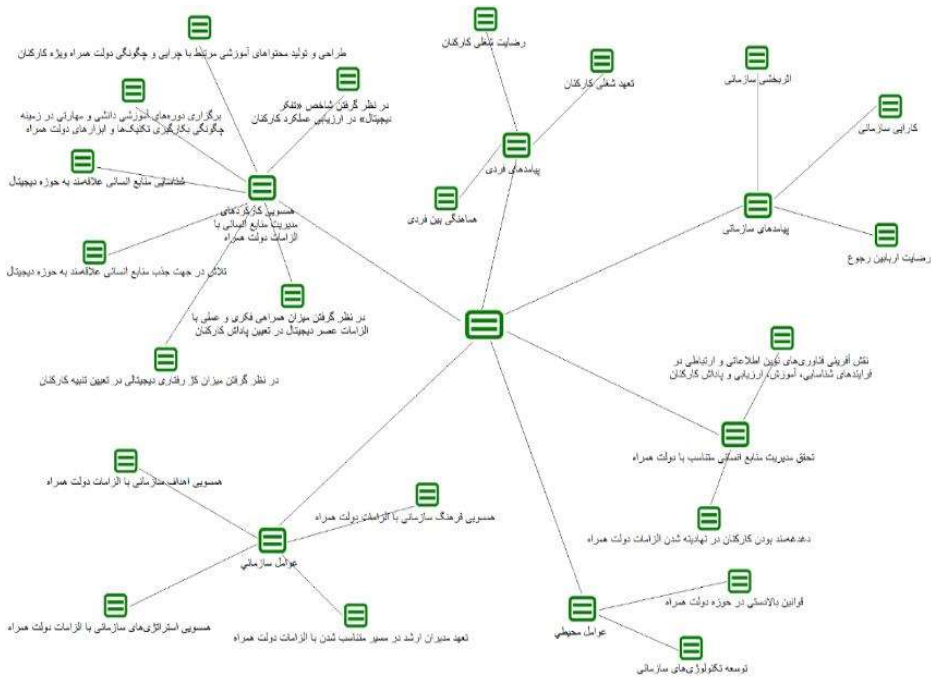 رضایت شغلی کارکنان
طراحی و تولید محتواهای آموزشی مرتبط با چرایی و چگونگی دولت همراه ویژه کارکنان
اثربخشی سازمانی
تعهد شغلی کارکنان
در نظر گرفتن شاخص «تفکر
دیجیتال» در ارزیابی عملکرد کارکنان
برگزاری دوره‌های آموزشی دانشی و مهارتی در زمینه
چگونگی بکارگیری تکنیک‌ها و ابزارهای دولت همراه
کارایی سازمانی
پیامدهای فردی
شناسایی منابع انسانی علاقه‌مند به حوزه دیجیتال
همسویی کارکردهای
مدیریت منابع انسانی با
الزامات دولت همراه
هماهنگی بین فردی
پیامدهای سازمانی
رضایت اربابین رجوع
تلاش در جهت جذب منابع انسانی علاقه‌مند به حوزه دیجیتال
در نظر گرفتن میزان همراهی فکری و عملی با
الزامات عصر دیجیتال در تعیین پاداش کارکنان
نقش آفرینی فناوری‌های نوین اطلاعاتی و ارتباطی در
فرایندهای شناسایی، آموزش، ارزیابی و پاداش کارکنان
در نظر گرفتن میزان کژ رفتاری دیجیتالی در تعیین تنبیه کارکنان
تحقق مدیریت منابع انسانی متناسب با دولت همراه
همسویی اهداف سازمانی با الزامات دولت همراه
همسویی فرهنگ سازمانی با الزامات دولت همراه
دغدغه‌مند بودن کارکنان در نهادینه شدن الزامات دولت همراه
عوامل سازماني
قوانین بالادستی در حوزه دولت همراه
همسویی استراتژی‌های سازمانی با الزامات دولت همراه
تعهد مدیران ارشد در مسیر متناسب شدن با الزامات دولت همراه
عوامل محیطي
توسعه تکنولوژی‌های سازمانی